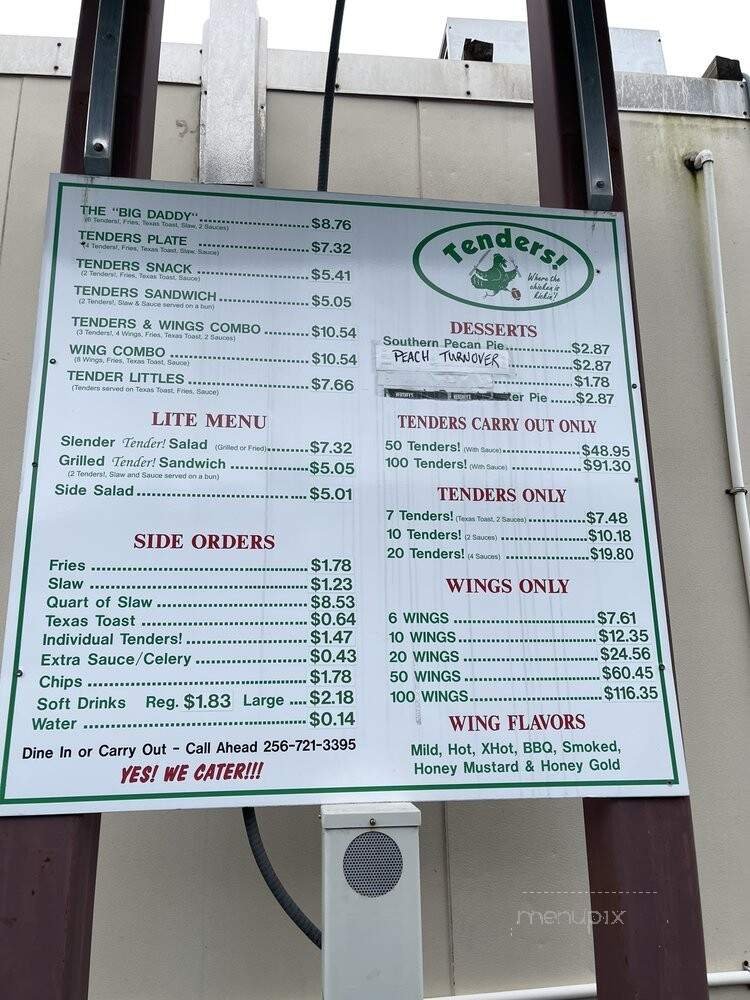 THE "BIG DADDY" $8.76
(6 Tenders!, Fries, Texas Toast, Slaw, 2 Sauces)
TENDERS PLATE $7.32
(4 Tenders!, Fries, Texas Toast, Slaw, Sauce)
TENDERS SNACK $5.41
(2 Tenders!, Fries, Texas Toast, Sauce)
TENDERS SANDWICH $5.05
(2 Tenders!, Slaw & Sauce served on a bun)
TENDERS & WINGS COMBO $10.54
(3 Tenders!, 4 Wings, Fries, Texas Toast, 2 Sauces)
WING COMBO $10.54
(8 Wings, Fries, Texas Toast, Sauce)
TENDER LITTLES $7.66
(Tenders served on Texas Toast, Fries, Sauce)
LITE MENU
Slender Tender! Salad (Grilled or Fried) $7.32
Grilled Tender! Sandwich $5.05
(2 Tenders!, Slaw and Sauce served on a bun)
Side Salad $5.01
SIDE ORDERS
Fries $1.78
Slaw $1.23
Quart of Slaw $8.53
Texas Toast $0.64
Individual Tenders! $1.47
Extra Sauce/Celery $0.43
Chips $1.78
Soft Drinks Reg. $1.83 Large $2.18
Water $0.14
Dine In or Carry Out - Call Ahead 256-721-3395
YES! WE CATER!!!
Tenders!
Where the
chicken is
kickin'!
DESSERTS
Southern Pecan Pie $2.87
PEACH TURNOVER $2.87
$1.78
ter Pie $2.87
TENDERS CARRY OUT ONLY
50 Tenders! (With Sauce) $48.95
100 Tenders! (With Sauce) $91.30
TENDERS ONLY
7 Tenders! (Texas Toast, 2 Sauces) $7.48
10 Tenders! (2 Sauces) $10.18
20 Tenders! (4 Sauces) $19.80
WINGS ONLY
6 WINGS $7.61
10 WINGS $12.35
20 WINGS $24.56
50 WINGS $60.45
100 WINGS $116.35
WING FLAVORS
Mild, Hot, XHot, BBQ, Smoked,
Honey Mustard & Honey Gold
menupix